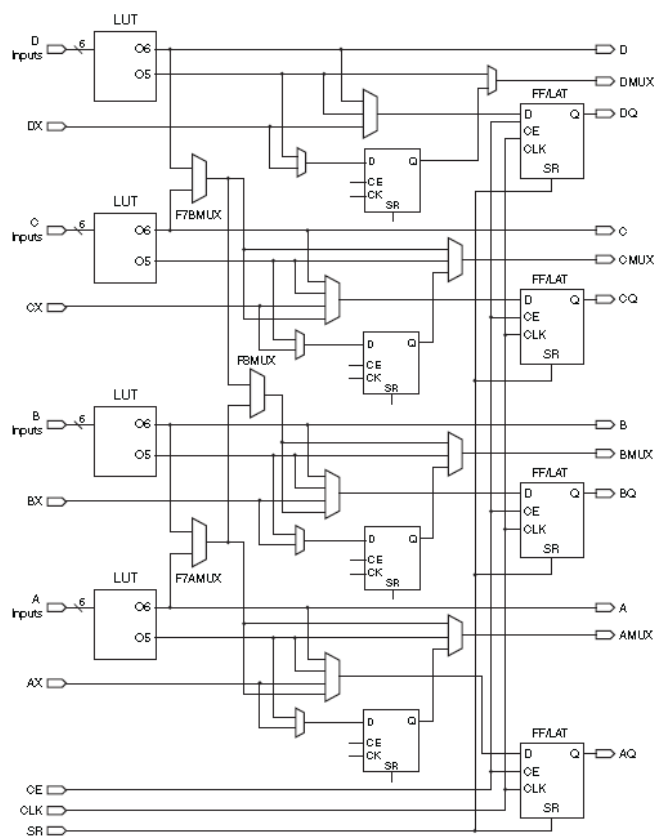 LUT
D
Inputs
6
O6
O5
D
DMUX
FF/LAT
D Q
CE
CLK
SR
DQ
DX
D Q
CE
CK
SR
F7BMUX
LUT
C
Inputs
6
O6
O5
C
CMUX
FF/LAT
D Q
CE
CLK
SR
CQ
CX
D Q
CE
CK
SR
F8MUX
LUT
B
Inputs
6
O6
O5
B
BMUX
FF/LAT
D Q
CE
CLK
SR
BQ
BX
D Q
CE
CK
SR
F7AMUX
LUT
A
Inputs
6
O6
O5
A
AMUX
AX
D Q
CE
CK
SR
FF/LAT
D Q
CE
CLK
SR
AQ
CE
CLK
SR